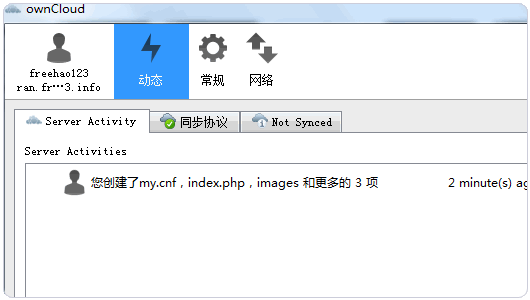 ownCloud
freehao123
ran.fr…3.info
动态
常规
网络
Server Activity
同步协议
Not Synced
Server Activities
您创建了my.cnf，index.php，images 和更多的 3 项
2 minute(s) ag